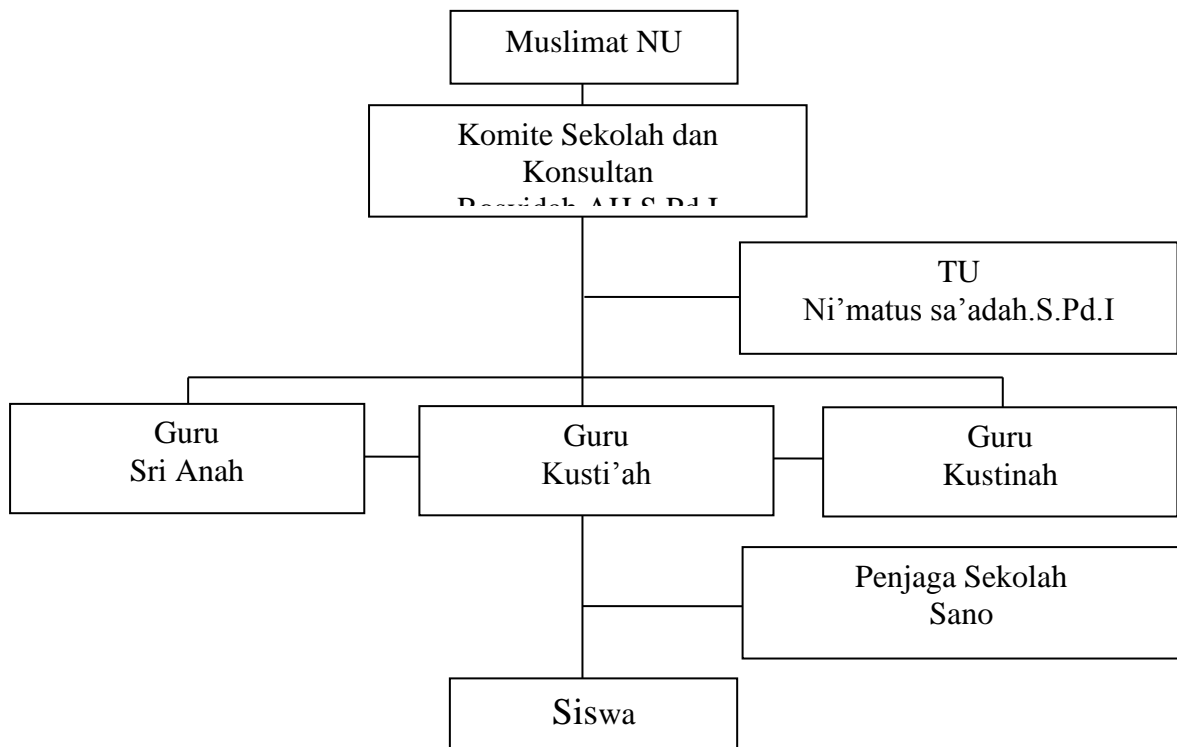 Muslimat NU
Komite Sekolah dan
Konsultan
TU
Ni’matus sa’adah.S.Pd.I
Guru
Sri Anah
Guru
Kusti’ah
Guru
Kustinah
Penjaga Sekolah
Sano
Siswa